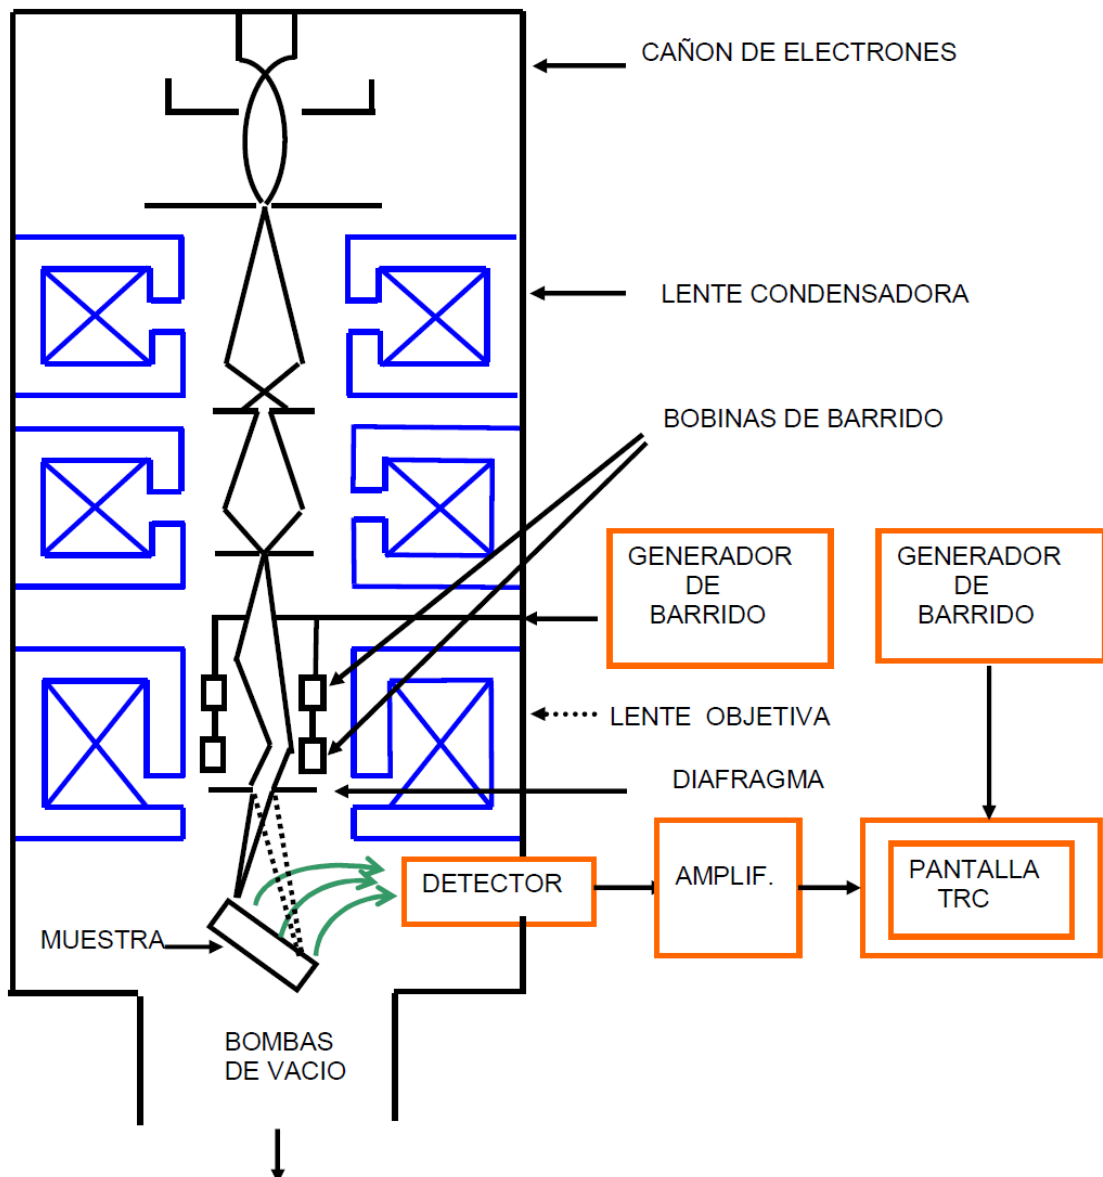 CAÑON DE ELECTRONES
LENTE CONDENSADORA
BOBINAS DE BARRIDO
GENERADOR
DE
BARRIDO
GENERADOR
DE
BARRIDO
LENTE OBJETIVA
DIAFRAGMA
DETECTOR
AMPLIF.
PANTALLA
TRC
MUESTRA
BOMBAS
DE VACIO